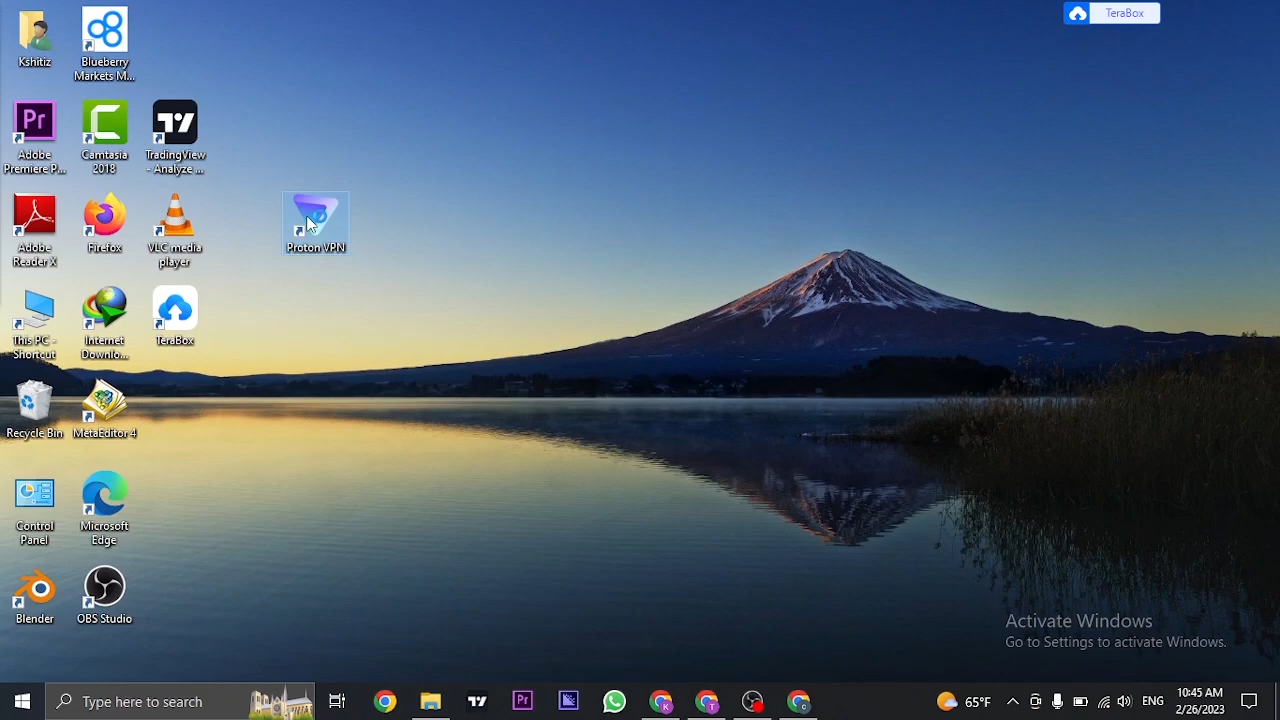 TeraBox
Kshitiz
Blueberry
Markets M...
Adobe
Premiere P...
Camtasia
2018
TradingView
- Analyze ...
Adobe
Reader X
Firefox
VLC media
player
Proton VPN
This PC -
Shortcut
Internet
Downlo...
TeraBox
Recycle Bin
MetaEditor 4
Control
Panel
Microsoft
Edge
Blender
OBS Studio
Activate Windows
Go to Settings to activate Windows.
Type here to search
65°F
ENG
10:45 AM
2/26/2023